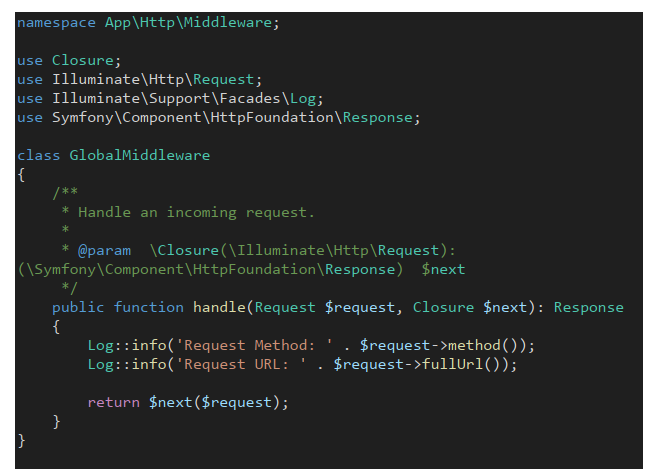 namespace App\Http\Middleware;

use Closure;
use Illuminate\Http\Request;
use Illuminate\Support\Facades\Log;
use Symfony\Component\HttpFoundation\Response;

class GlobalMiddleware
{
    /**
     * Handle an incoming request.
     *
     * @param  \Closure(\Illuminate\Http\Request):
(\Symfony\Component\HttpFoundation\Response)  $next
     */
    public function handle(Request $request, Closure $next): Response
    {
        Log::info('Request Method: ' . $request->method());
        Log::info('Request URL: ' . $request->fullUrl());

        return $next($request);
    }
}